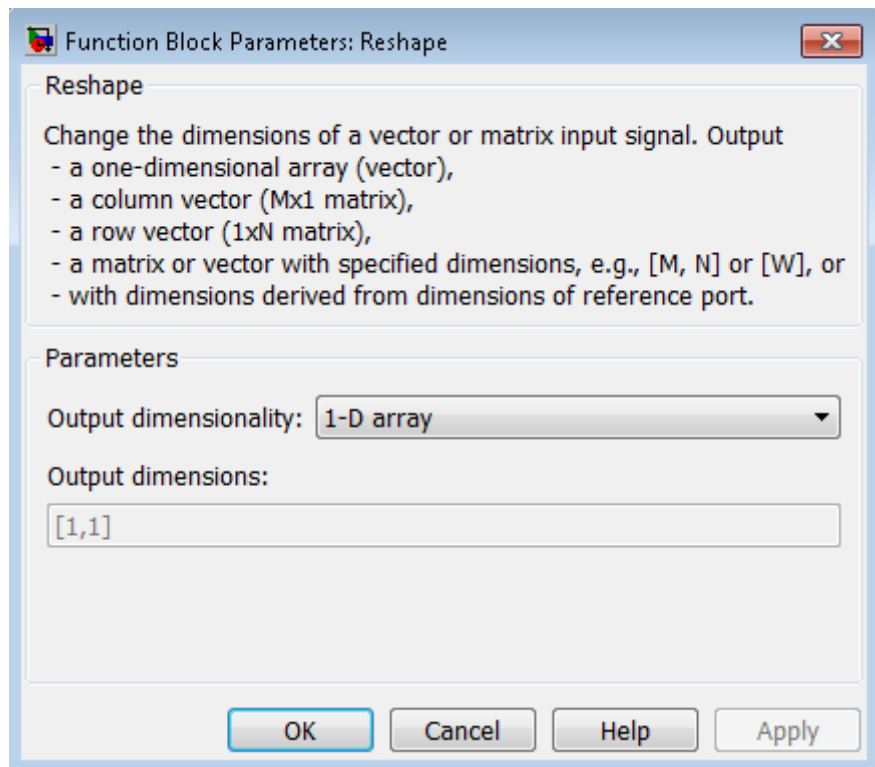 Function Block Parameters: Reshape
Reshape
Change the dimensions of a vector or matrix input signal. Output
- a one-dimensional array (vector),
- a column vector (Mx1 matrix),
- a row vector (1xN matrix),
- a matrix or vector with specified dimensions, e.g., [M, N] or [W], or
- with dimensions derived from dimensions of reference port.
Parameters
Output dimensionality: 1-D array
Output dimensions:
[1,1]
OK Cancel Help Apply